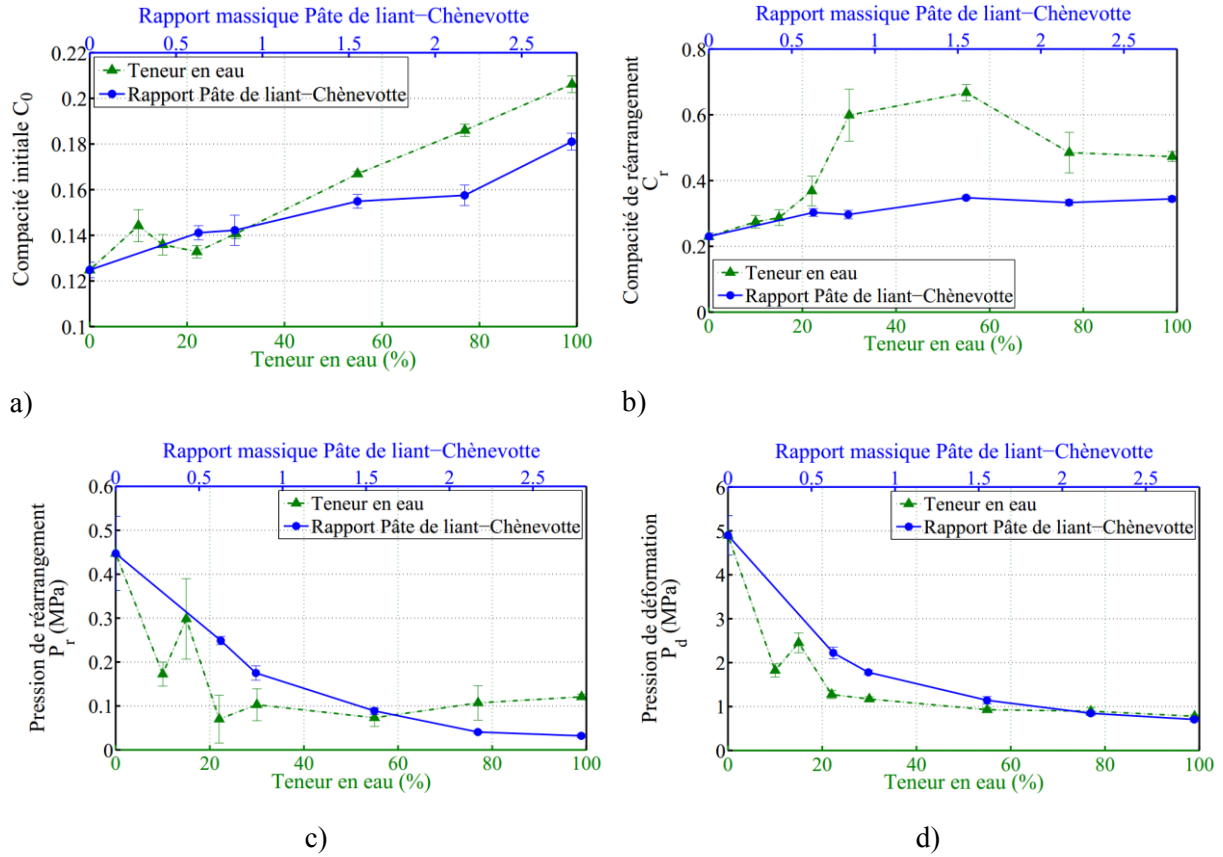 Rapport massique Pâte de liant−Chènevotte
0 0.5 1 1.5 2 2.5
0.22
0.2
0.18
0.16
0.14
0.12
0.1
Compacité initiale C0
Teneur en eau
Rapport Pâte de liant−Chènevotte
0 20 40 60 80 100
Teneur en eau (%)
a)
Rapport massique Pâte de liant−Chènevotte
0 0.5 1 1.5 2 2.5
0.8
0.6
0.4
0.2
0
Compacité de réarrangement
Cr
Teneur en eau
Rapport Pâte de liant−Chènevotte
0 20 40 60 80 100
Teneur en eau (%)
b)
Rapport massique Pâte de liant−Chènevotte
0 0.5 1 1.5 2 2.5
0.6
0.5
0.4
0.3
0.2
0.1
0
Pression de réarrangement
Pr (MPa)
Teneur en eau
Rapport Pâte de liant−Chènevotte
0 20 40 60 80 100
Teneur en eau (%)
c)
Rapport massique Pâte de liant−Chènevotte
0 0.5 1 1.5 2 2.5
6
5
4
3
2
1
0
Pression de déformation
Pd (MPa)
Teneur en eau
Rapport Pâte de liant−Chènevotte
0 20 40 60 80 100
Teneur en eau (%)
d)